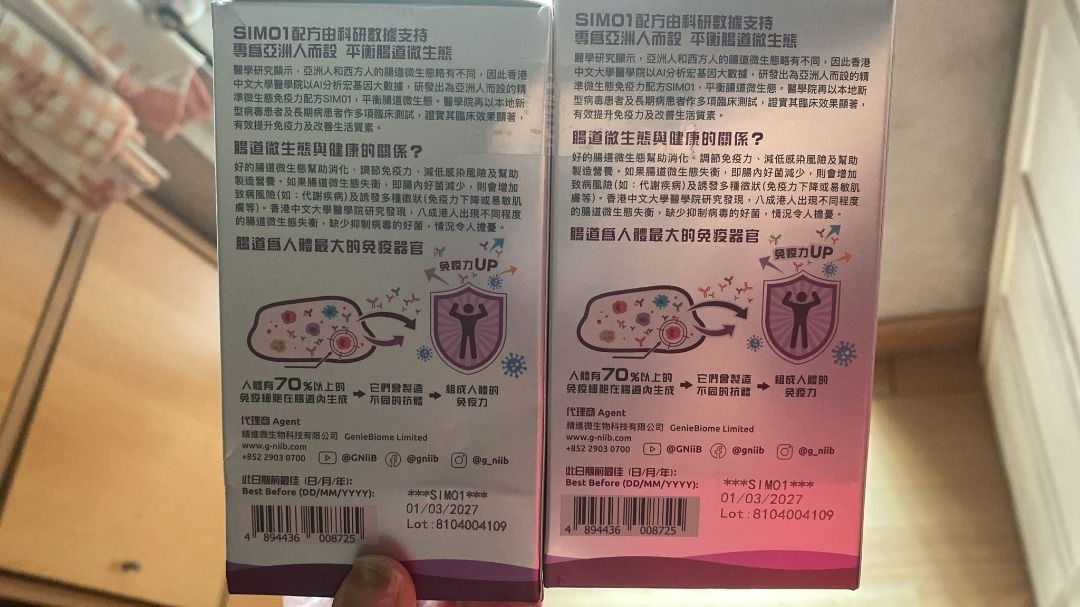 SIM01配方由科研數據支持
專為亞洲人而設 平衡腸道微生態
醫學研究顯示，亞洲人和西方人的腸道微生態略有不同，因此香港
中文大學醫學院以AI分析宏基因大數據，研發出為亞洲人而設的精
準微生態免疫力配方SIM01，平衡腸道微生態。醫學院再以本地新
型病毒患者及長期病患者作多項臨床測試，證實其臨床效果顯著，
有效提升免疫力及改善生活質素。
腸道微生態與健康的關係？
好的腸道微生態幫助消化、調節免疫力、減低感染風險及幫助
製造營養。如果腸道微生態失衡，即腸內好菌減少，則會增加
致病風險(如：代謝疾病)及誘發多種徵狀(免疫力下降或易敏肌
膚等)。香港中文大學醫學院研究發現，八成港人出現不同程度
的腸道微生態失衡，缺少抑制病毒的好菌，情況令人擔憂。
腸道為人體最大的免疫器官
免疫力UP
人體有70%以上的
免疫細胞在腸道內生成
它們會製造
不同的抗體
組成人體的
免疫力
代理商 Agent
精進微生物科技有限公司 GenieBiome Limited
www.g-niib.com
+852 2903 0700 @GNiiB @gniib @g_niib
此日期前最佳 (日/月/年):
Best Before (DD/MM/YYYY):
***SIM01***
01/03/2027
Lot:8104004109
4 894436 008725
SIM01配方由科研數據支持
專為亞洲人而設 平衡腸道微生態
醫學研究顯示，亞洲人和西方人的腸道微生態略有不同，因此香港
中文大學醫學院以AI分析宏基因大數據，研發出為亞洲人而設的精
準微生態免疫力配方SIM01，平衡腸道微生態。醫學院再以本地新
型病毒患者及長期病患者作多項臨床測試，證實其臨床效果顯著，
有效提升免疫力及改善生活質素。
腸道微生態與健康的關係？
好的腸道微生態幫助消化、調節免疫力、減低感染風險及幫助
製造營養。如果腸道微生態失衡，即腸內好菌減少，則會增加
致病風險(如：代謝疾病)及誘發多種徵狀(免疫力下降或易敏肌
膚等)。香港中文大學醫學院研究發現，八成港人出現不同程度
的腸道微生態失衡，缺少抑制病毒的好菌，情況令人擔憂。
腸道為人體最大的免疫器官
免疫力UP
人體有70%以上的
免疫細胞在腸道內生成
它們會製造
不同的抗體
組成人體的
免疫力
代理商 Agent
精進微生物科技有限公司 GenieBiome Limited
www.g-niib.com
+852 2903 0700 @GNiiB @gniib @g_niib
此日期前最佳 (日/月/年):
Best Before (DD/MM/YYYY):
***SIM01***
01/03/2027
Lot:8104004109
4 894436 008725